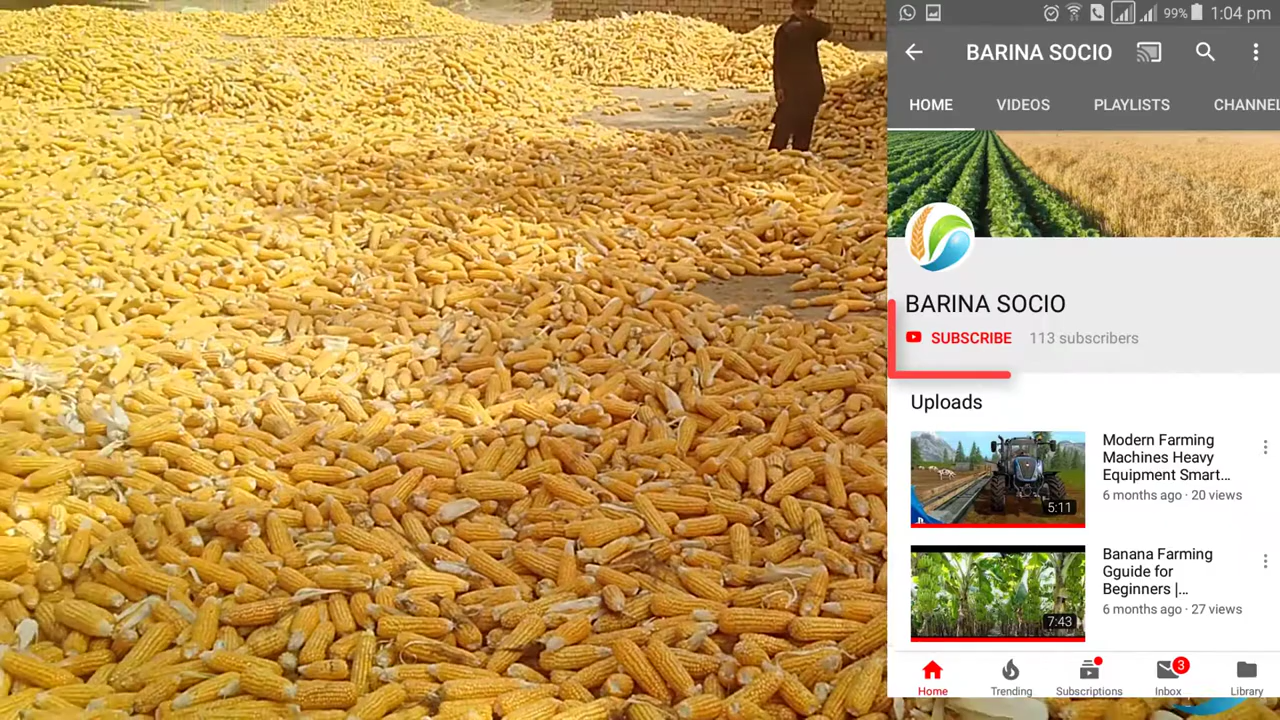 99% 1:04 pm
BARINA SOCIO
HOME VIDEOS PLAYLISTS CHANNEL
BARINA SOCIO
SUBSCRIBE 113 subscribers
Uploads
Modern Farming
Machines Heavy
Equipment Smart...
6 months ago · 20 views
5:11
Banana Farming
Gguide for
Beginners |...
6 months ago · 27 views
7:43
3
Home Trending Subscriptions Inbox Library